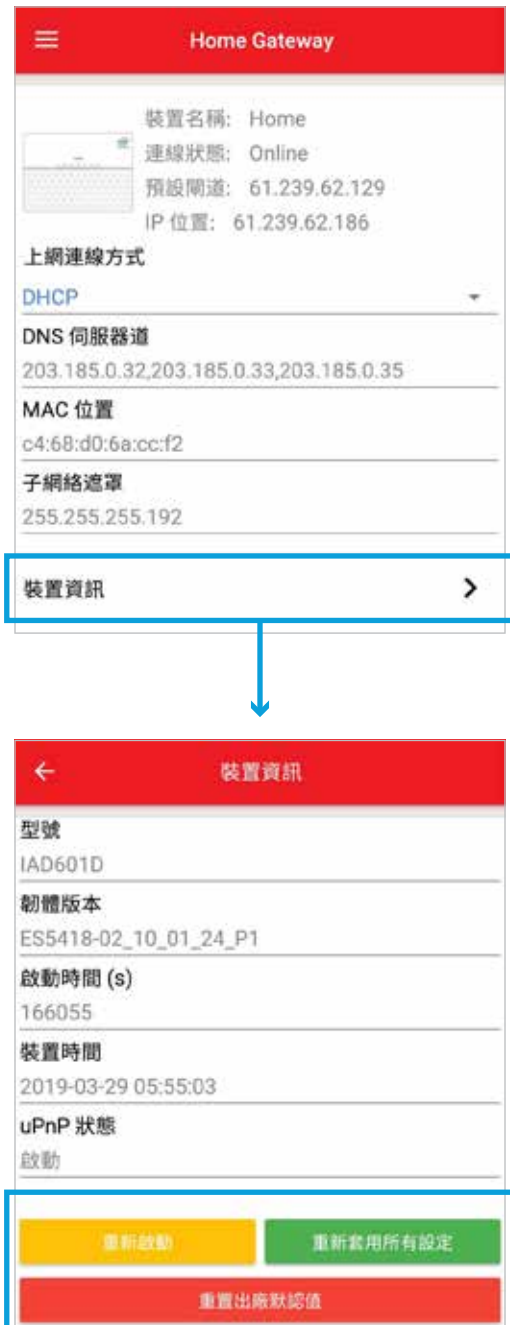 Home Gateway
裝置名稱: Home
連線狀態: Online
預設閘道: 61.239.62.129
IP 位置: 61.239.62.186
上網連線方式
DHCP
DNS 伺服器道
203.185.0.32,203.185.0.33,203.185.0.35
MAC 位置
c4:68:d0:6a:cc:f2
子網絡遮罩
255.255.255.192
裝置資訊
裝置資訊
型號
IAD601D
韌體版本
ES5418-02_10_01_24_P1
啟動時間 (s)
166055
裝置時間
2019-03-29 05:55:03
uPnP 狀態
啟動
重新啟動 重新套用所有設定
重置出廠默認值